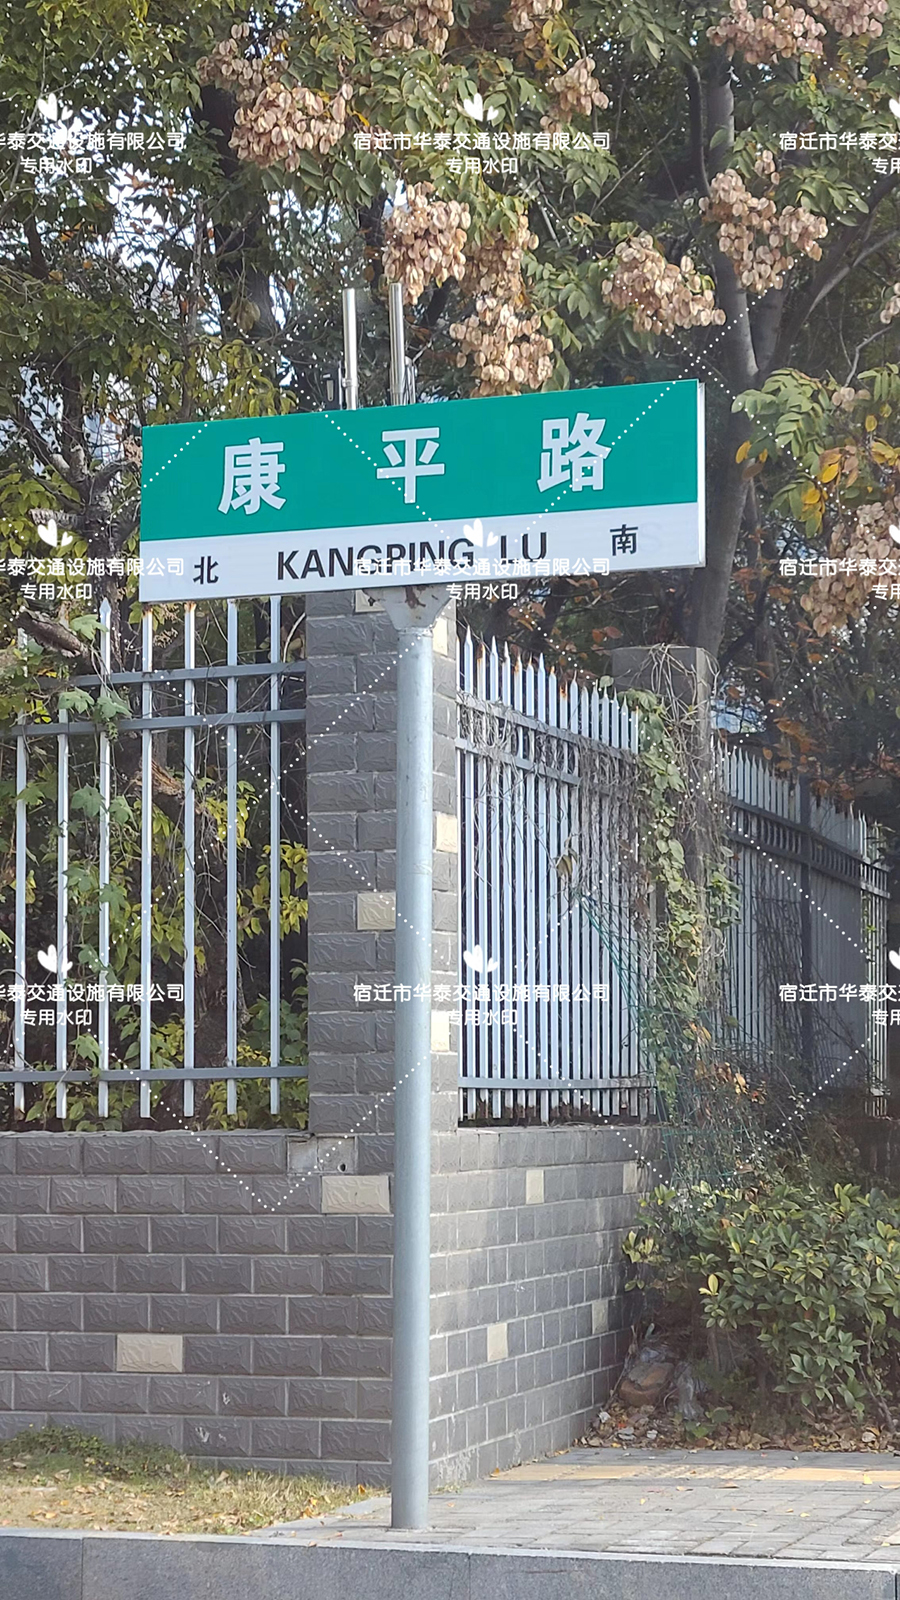 康平路
北 KANGPING LU 南
宿迁市华泰交通设施有限公司
专用水印